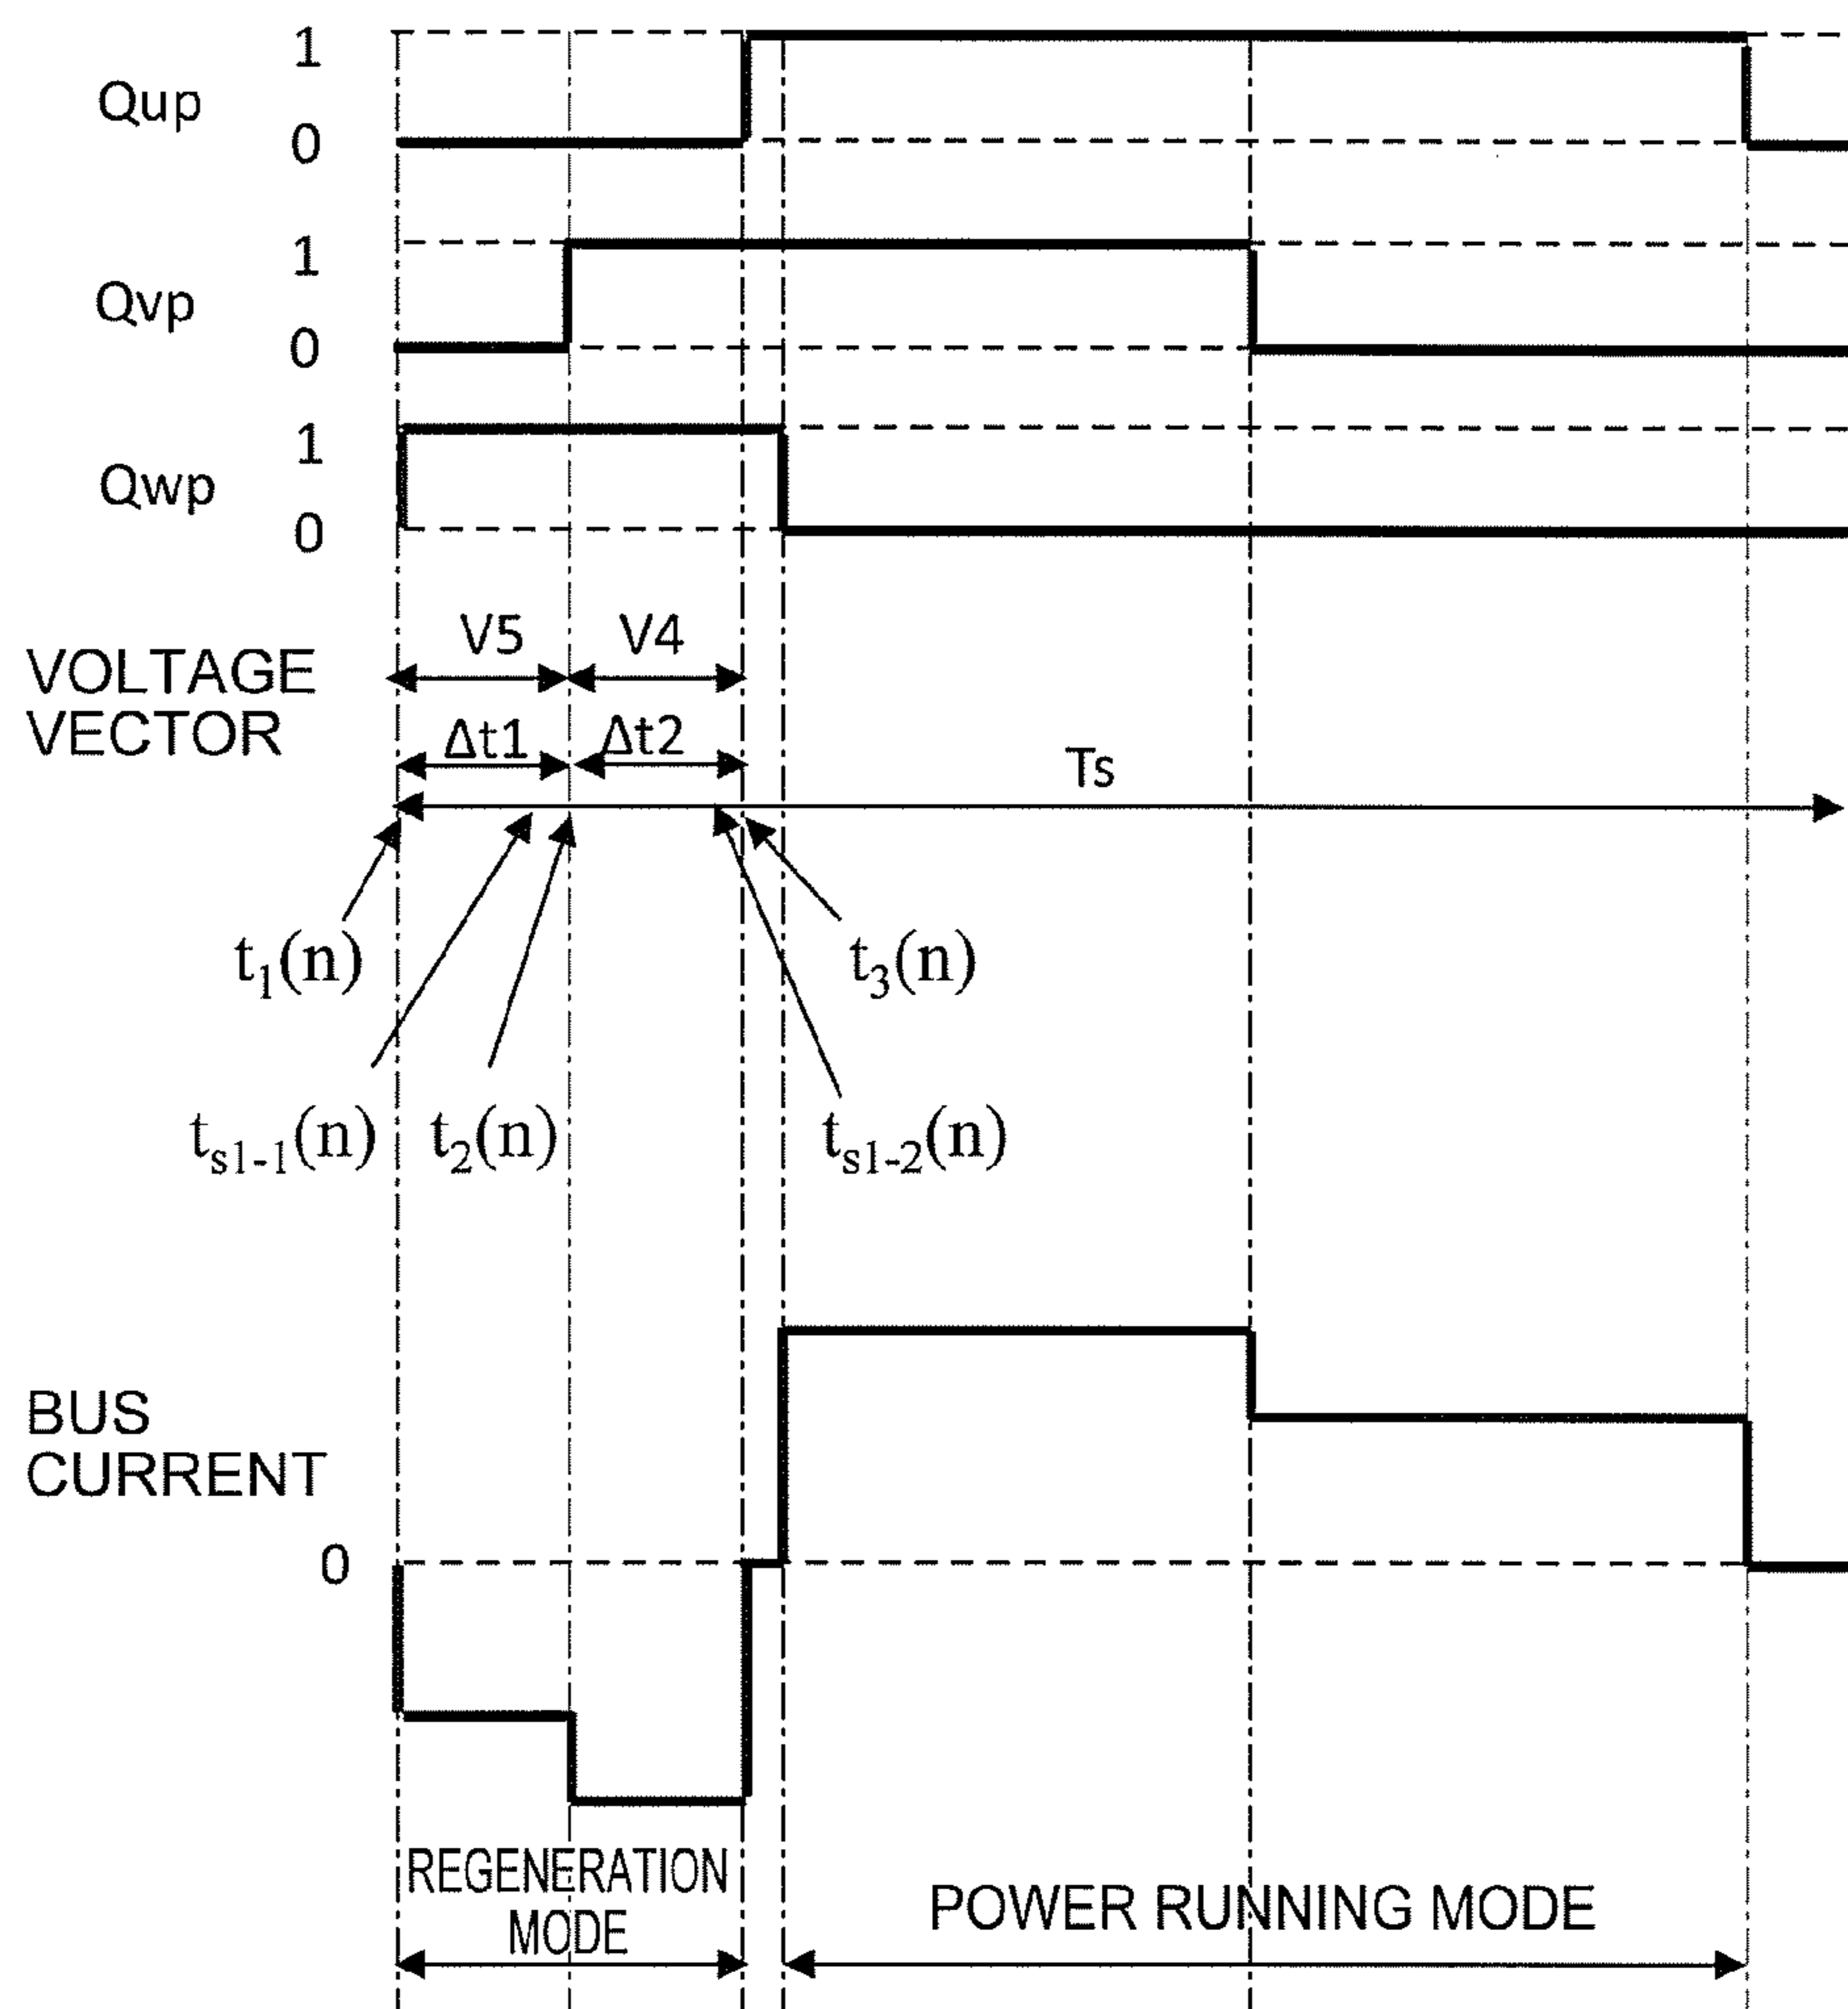 1
Qup
0
1
Qvp
0
1
Qwp
0
V5 V4
VOLTAGE
VECTOR
Δt1 Δt2
Ts
t1(n) t3(n)
ts1-1(n) t2(n) ts1-2(n)
BUS
CURRENT
0
REGENERATION
MODE
POWER RUNNING MODE